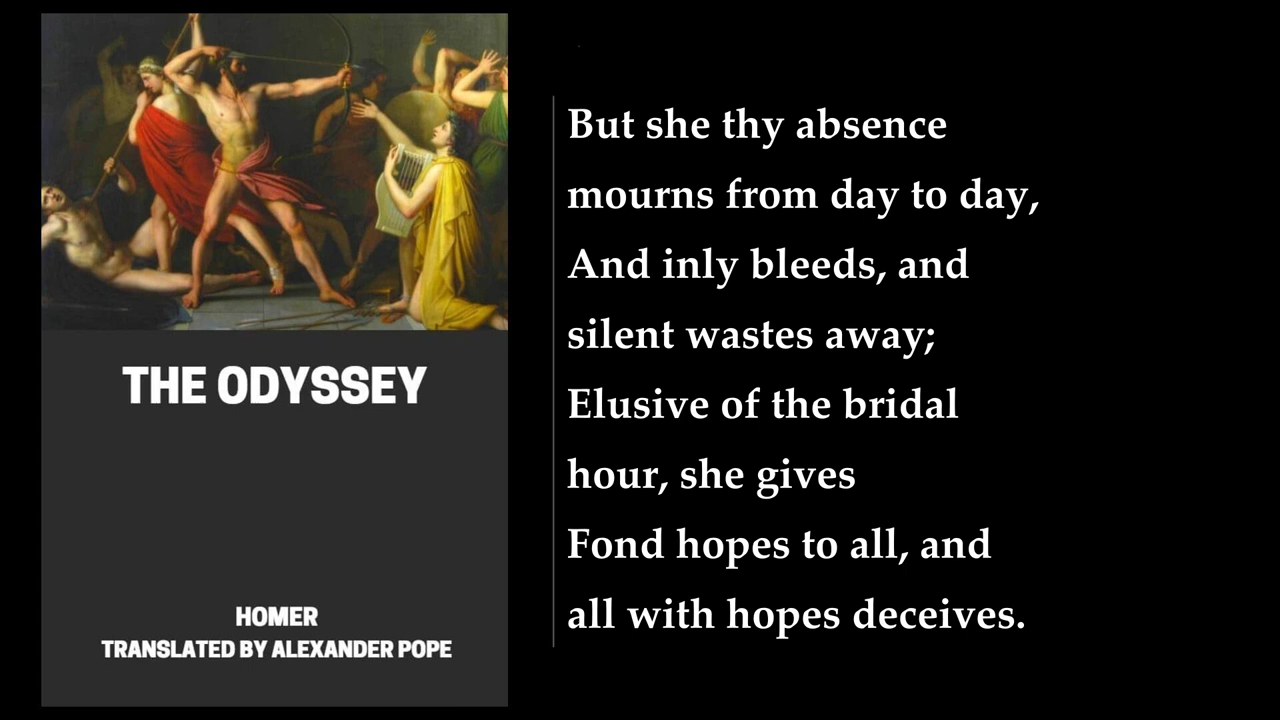 THE ODYSSEY
HOMER
TRANSLATED BY ALEXANDER POPE
But she thy absence
mourns from day to day,
And inly bleeds, and
silent wastes away;
Elusive of the bridal
hour, she gives
Fond hopes to all, and
all with hopes deceives.